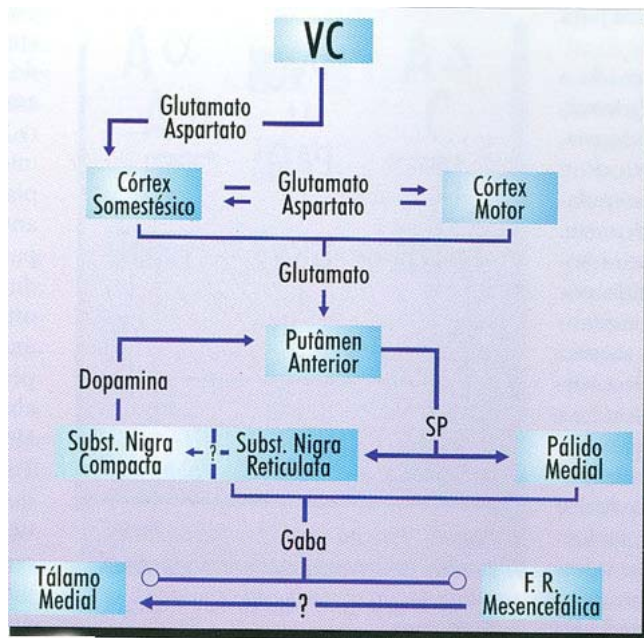 VC
Glutamato
Aspartato
Córtex
Somestésico
Glutamato
Aspartato
Córtex
Motor
Glutamato
Putâmen
Anterior
Dopamina
SP
Subst. Nigra
Compacta
?
Subst. Nigra
Reticulata
Pálido
Medial
Gaba
Tálamo
Medial
?
F. R.
Mesencefálica